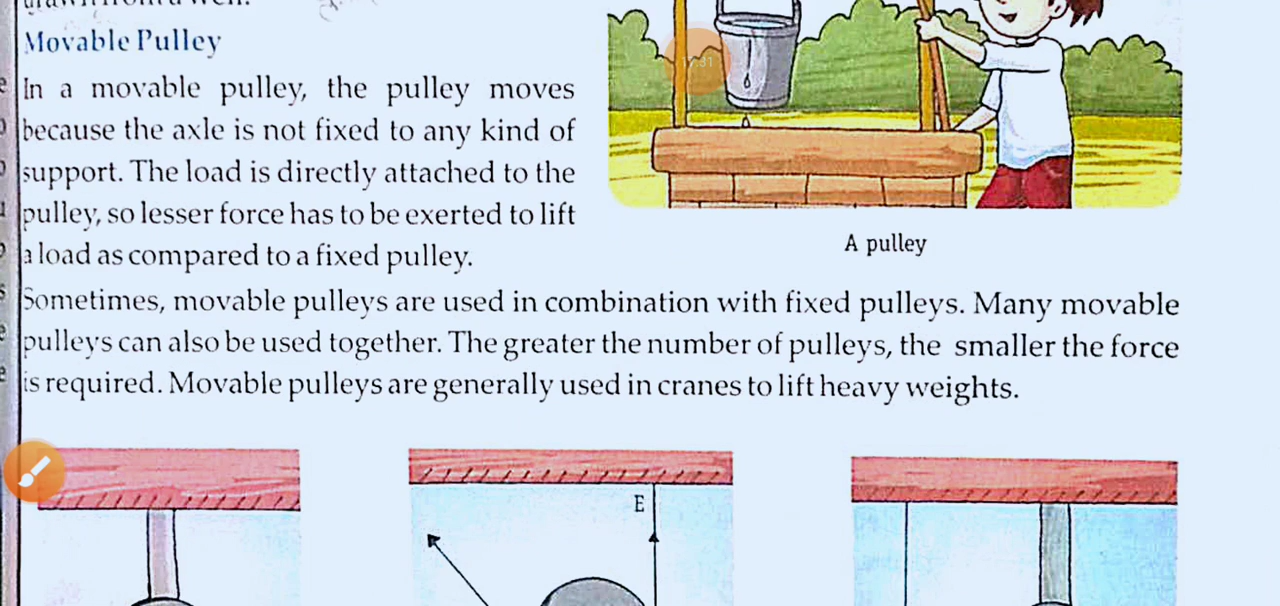 Movable Pulley
In a movable pulley, the pulley moves
because the axle is not fixed to any kind of
support. The load is directly attached to the
pulley, so lesser force has to be exerted to lift
a load as compared to a fixed pulley.
A pulley
Sometimes, movable pulleys are used in combination with fixed pulleys. Many movable
pulleys can also be used together. The greater the number of pulleys, the smaller the force
is required. Movable pulleys are generally used in cranes to lift heavy weights.
E